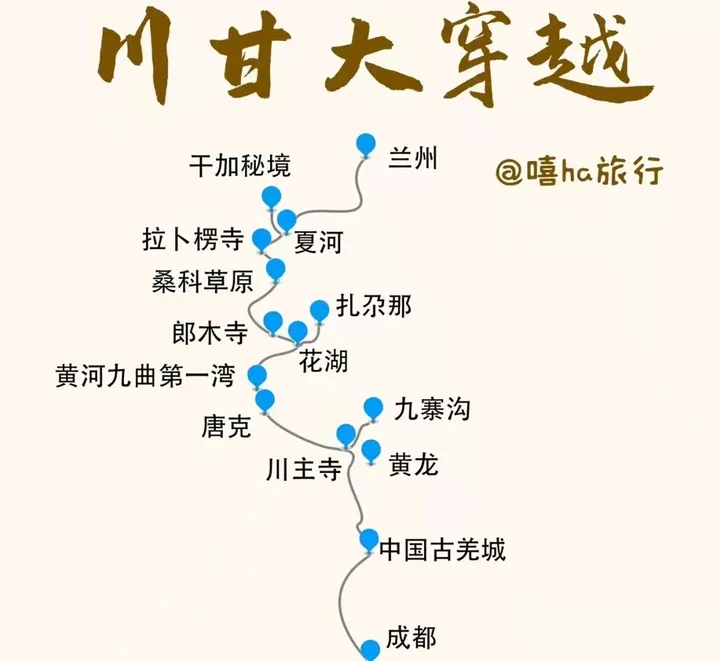 川甘大穿越
兰州
@嘻ha旅行
干加秘境
拉卜楞寺
夏河
桑科草原
扎尕那
郎木寺
花湖
黄河九曲第一湾
九寨沟
唐克
川主寺
黄龙
中国古羌城
成都